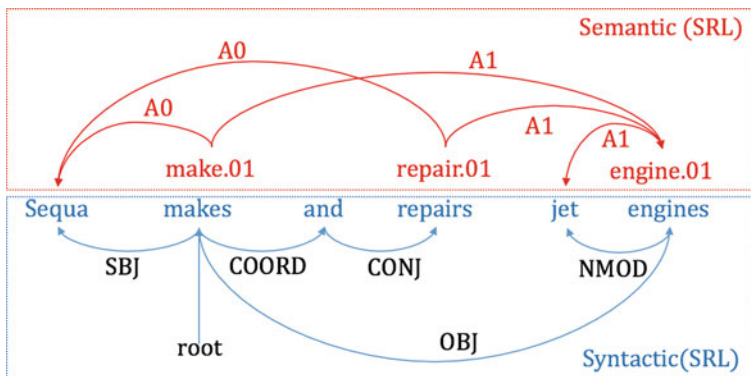 Semantic (SRL)
A0
A1
A0
A1
A1
make.01
repair.01
engine.01
Sequa
makes
and
repairs
jet
engines
SBJ
COORD
CONJ
NMOD
root
OBJ
Syntactic(SRL)